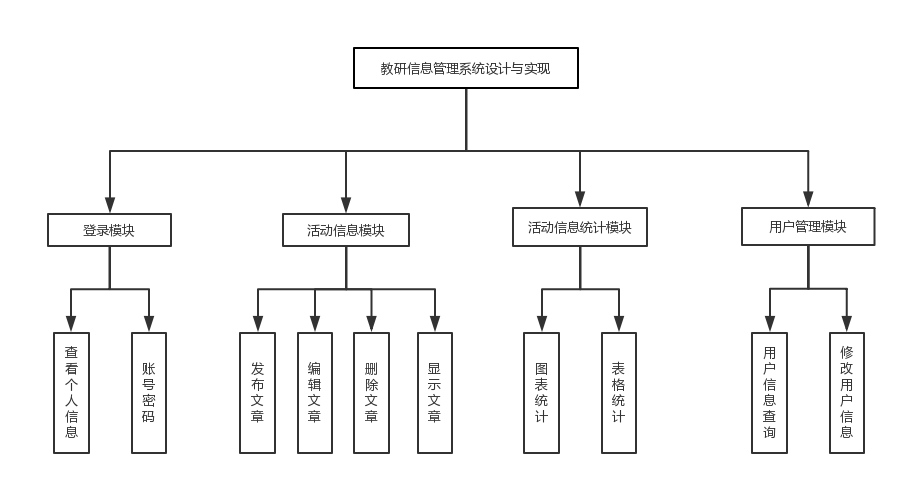 教研信息管理系统设计与实现
登录模块
活动信息模块
活动信息统计模块
用户管理模块
查看个人信息
账号密码
发布文章
编辑文章
删除文章
显示文章
图表统计
表格统计
用户信息查询
修改用户信息